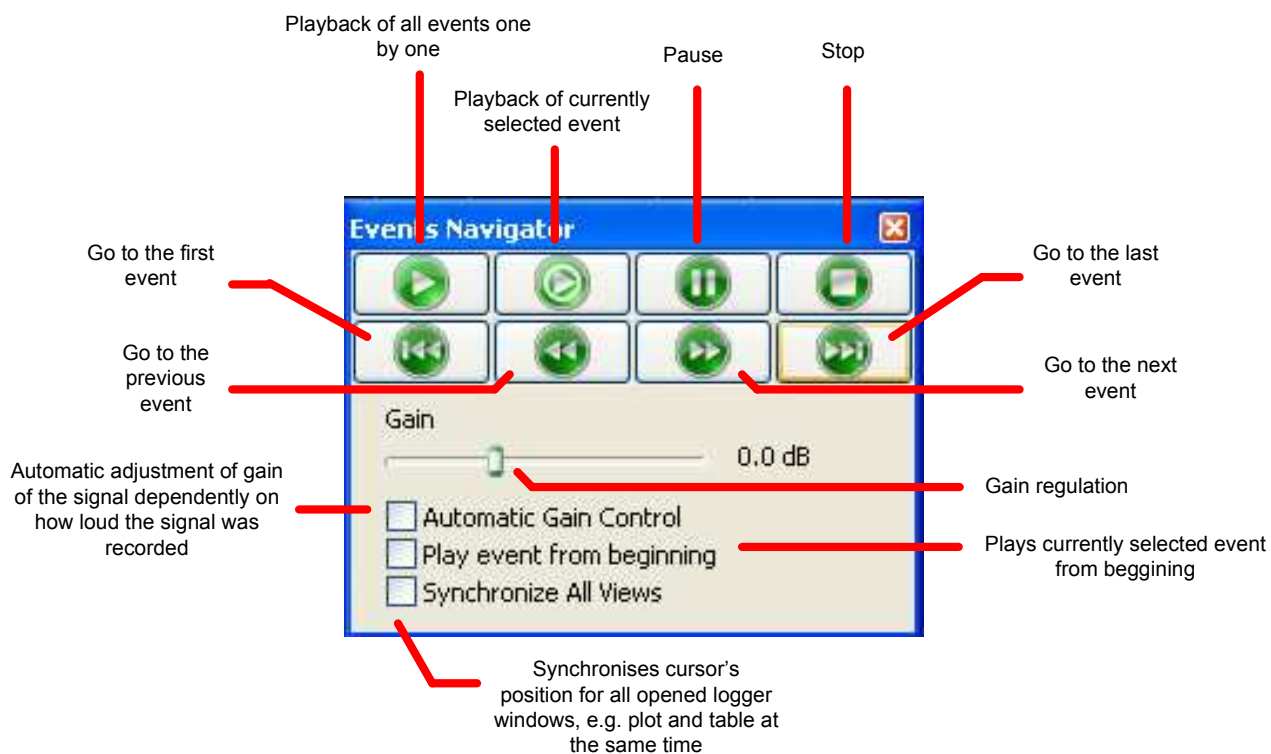 Playback of all events one
by one
Pause
Stop
Playback of currently
selected event
Events Navigator
Go to the first
event
Go to the last
event
Go to the
previous
event
Go to the next
event
Gain
0.0 dB
Automatic adjustment of gain
of the signal dependently on
how loud the signal was
recorded
Gain regulation
Automatic Gain Control
Play event from beginning
Synchronize All Views
Plays currently selected event
from beggining
Synchronises cursor's
position for all opened logger
windows, e.g. plot and table at
the same time